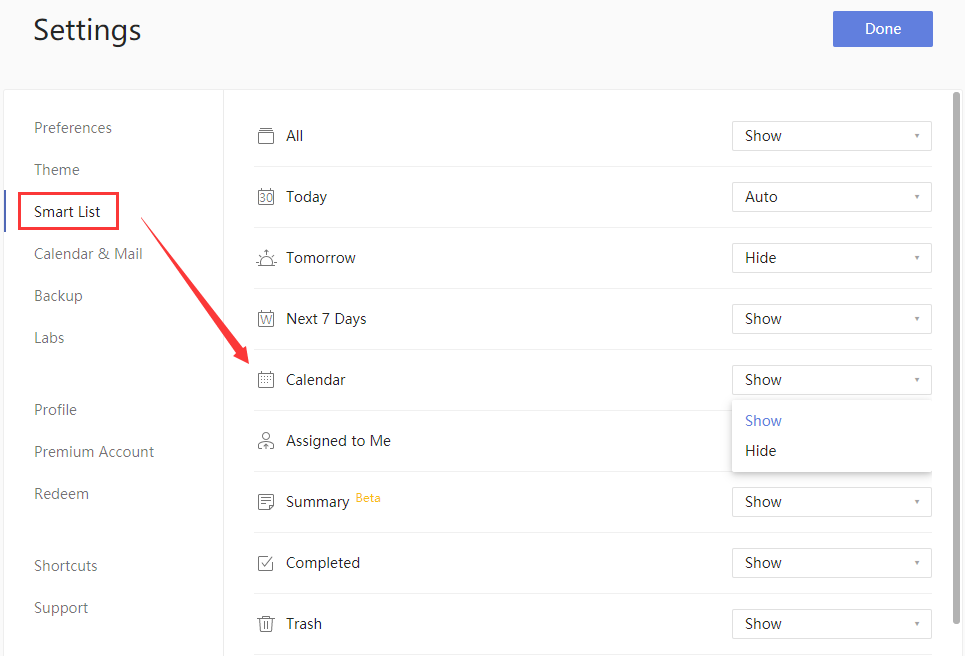 Settings
Done
Preferences
Theme
Smart List
Calendar & Mail
Backup
Labs
Profile
Premium Account
Redeem
Shortcuts
Support
All
Show
30
Today
Auto
Tomorrow
Hide
W
Next 7 Days
Show
Calendar
Show
Show
Hide
Assigned to Me
Summary Beta
Show
Completed
Show
Trash
Show